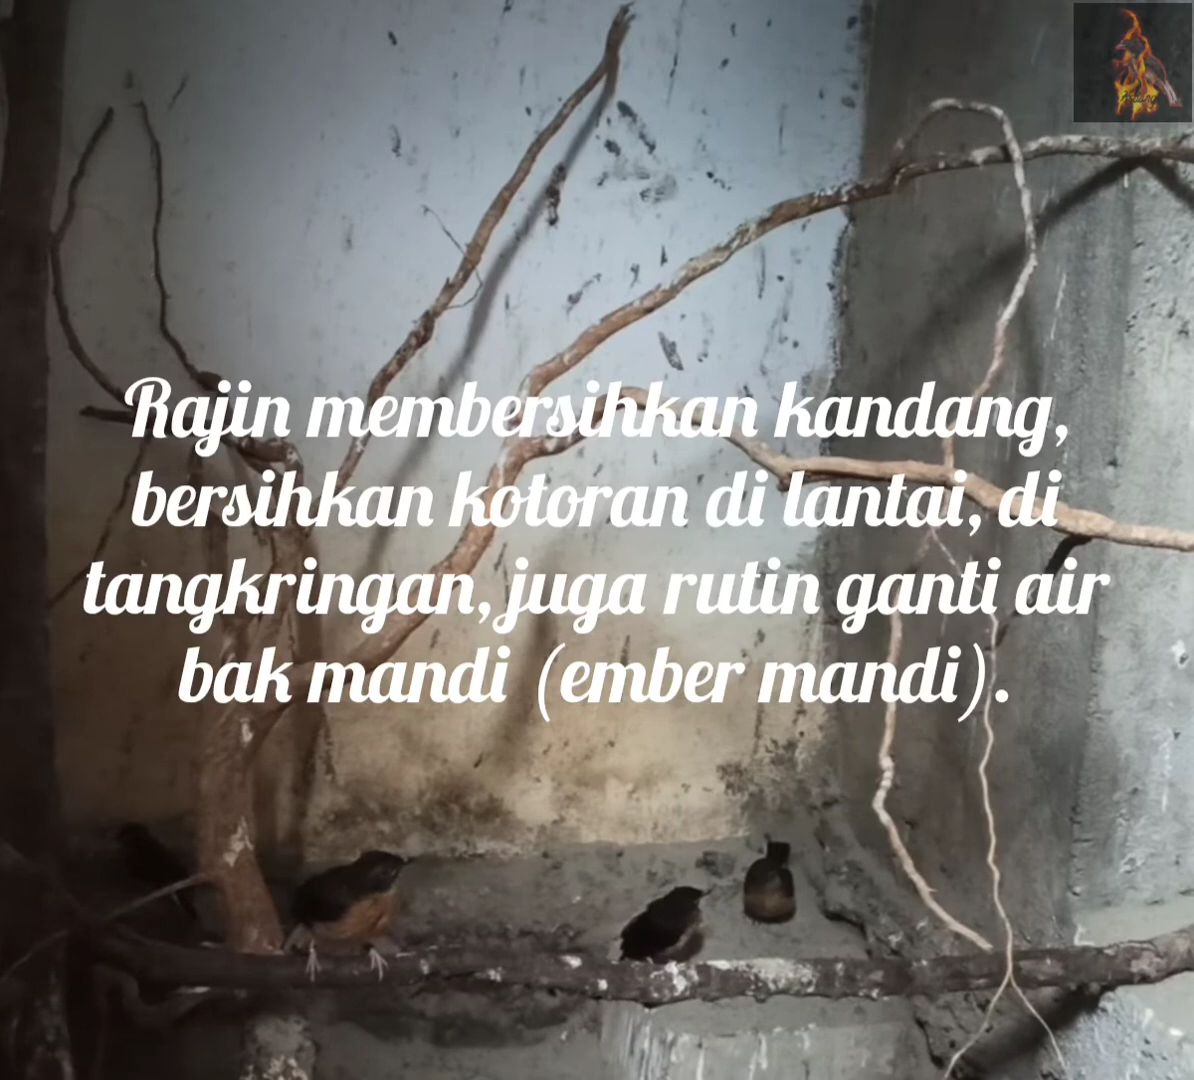 Rajin membersihkan kandang,
bersihkan kotoran di lantai, di
tangkringan, juga rutin ganti air
bak mandi (ember mandi).